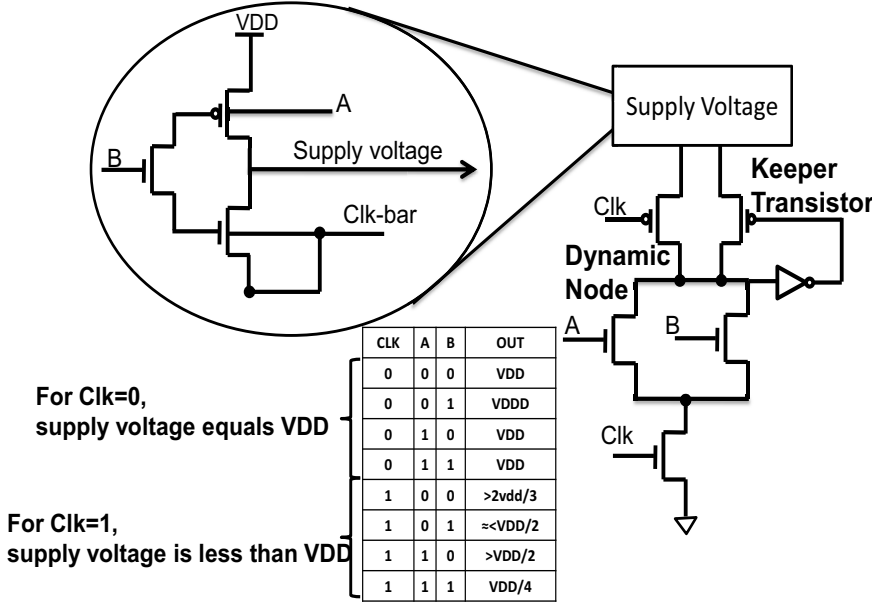 VDD
A
B
Supply voltage
Clk-bar
Supply Voltage
Keeper
Transistor
Clk
Dynamic
Node
A
B
Clk
For Clk=0,
supply voltage equals VDD
For Clk=1,
supply voltage is less than VDD
CLK A B OUT
0 0 0 VDD
0 0 1 VDDD
0 1 0 VDD
0 1 1 VDD
1 0 0 >2vdd/3
1 0 1 ≈<VDD/2
1 1 0 >VDD/2
1 1 1 VDD/4